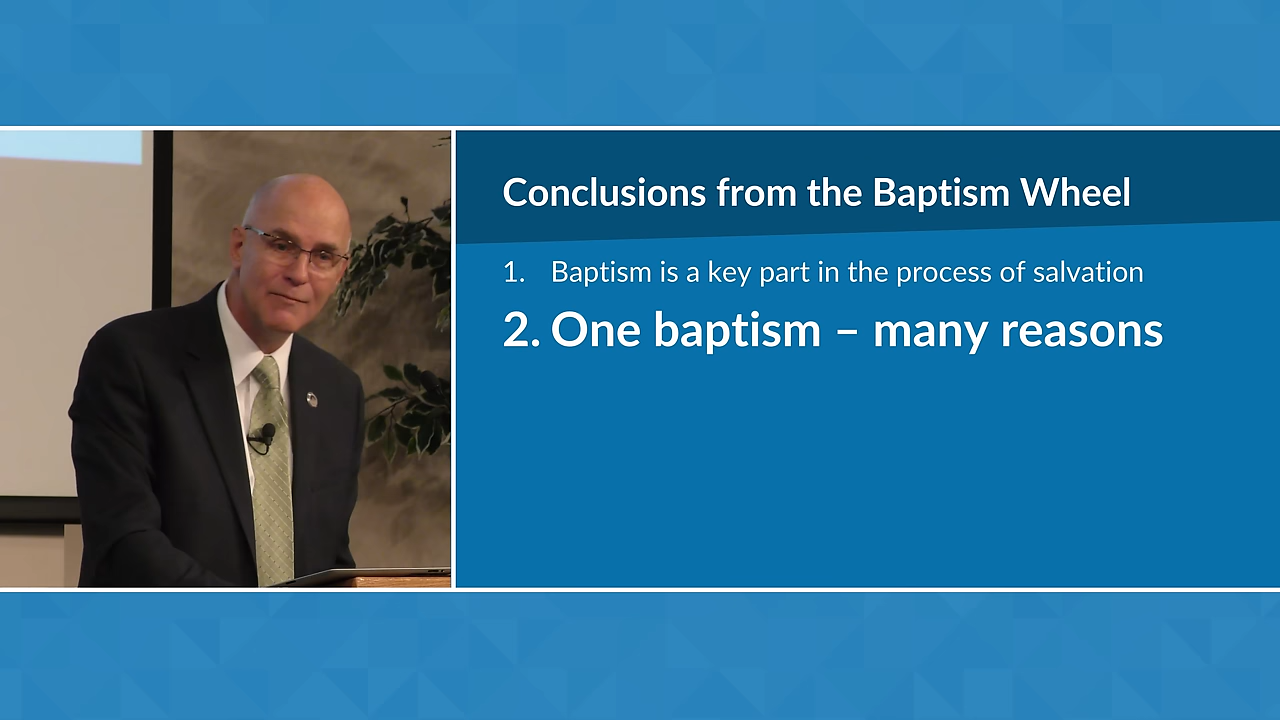 Conclusions from the Baptism Wheel
1. Baptism is a key part in the process of salvation
2. One baptism – many reasons